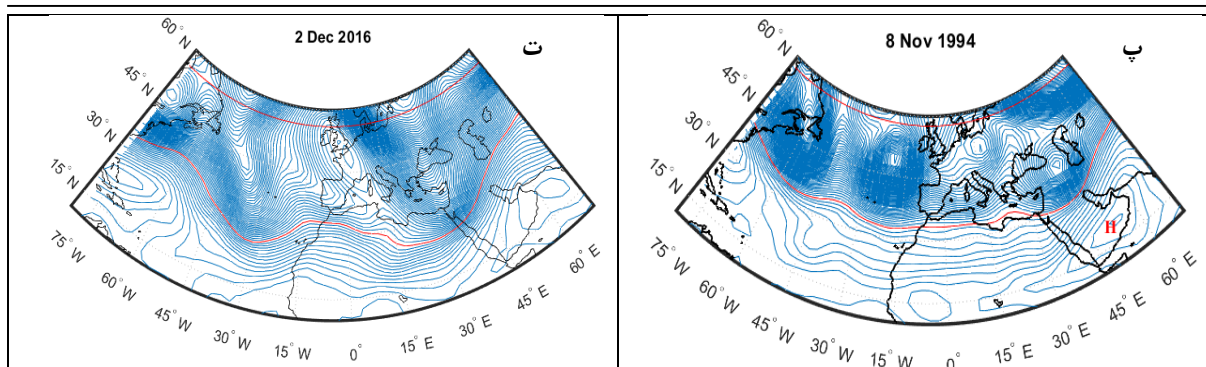 2 Dec 2016
ت
60° N
45° N
30° N
15° N
75° W
60° W
45° W
30° W
15° W
0°
15° E
30° E
45° E
60° E
8 Nov 1994
پ
60° N
45° N
30° N
15° N
75° W
60° W
45° W
30° W
15° W
0°
15° E
30° E
45° E
60° E
H